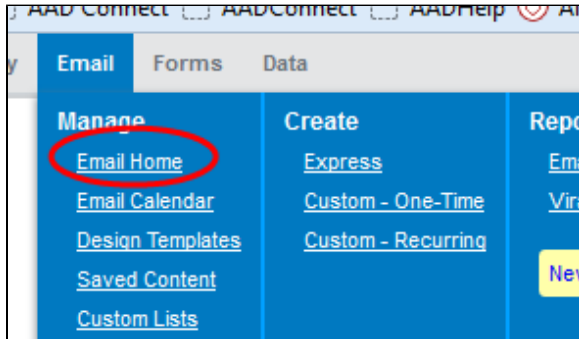 AAD Connect AADConnect AADHelp
Email Forms Data
Manage
Email Home
Email Calendar
Design Templates
Saved Content
Custom Lists
Create
Express
Custom - One-Time
Custom - Recurring